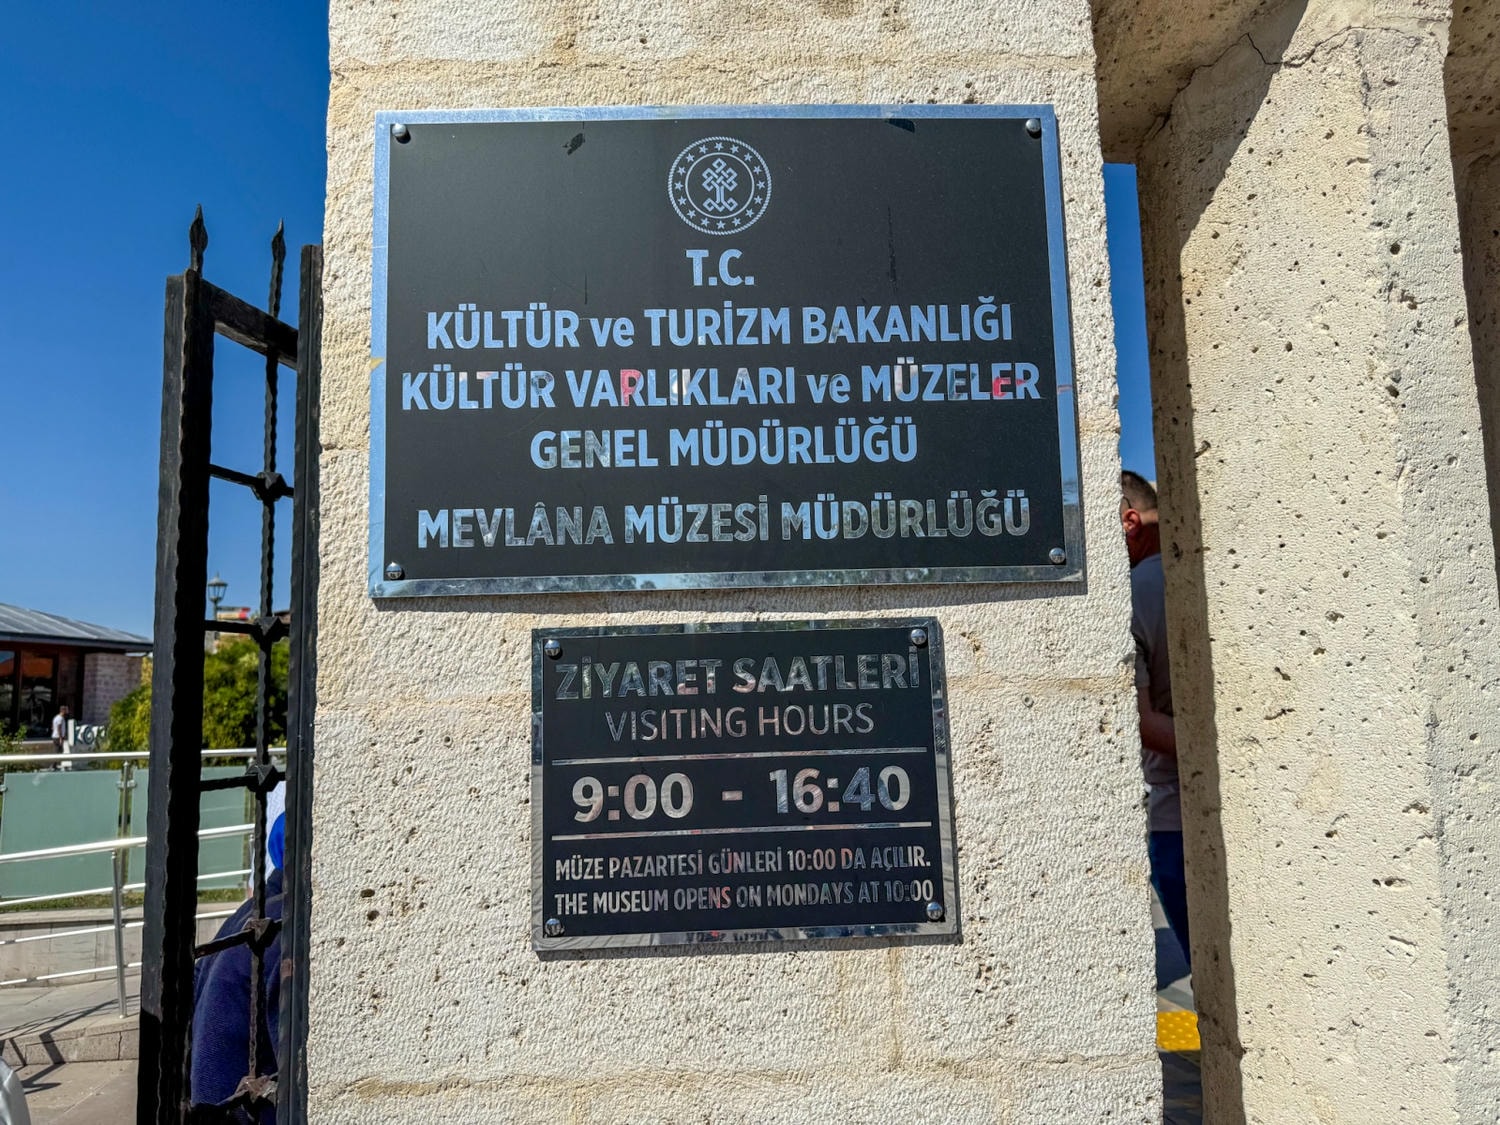 T.C.
KÜLTÜR ve TURİZM BAKANLIĞI
KÜLTÜR VARLIKLARI ve MÜZELER
GENEL MÜDÜRLÜĞÜ
MEVLÂNA MÜZESİ MÜDÜRLÜĞÜ
ZİYARET SAATLERİ
VISITING HOURS
9:00 - 16:40
MÜZE PAZARTESİ GÜNLERİ 10:00 DA AÇILIR.
THE MUSEUM OPENS ON MONDAYS AT 10:00